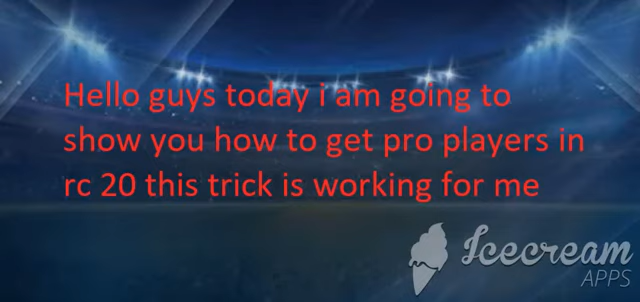 Hello guys today i am going to
show you how to get pro players in
rc 20 this trick is working for me
Icecream
APPS